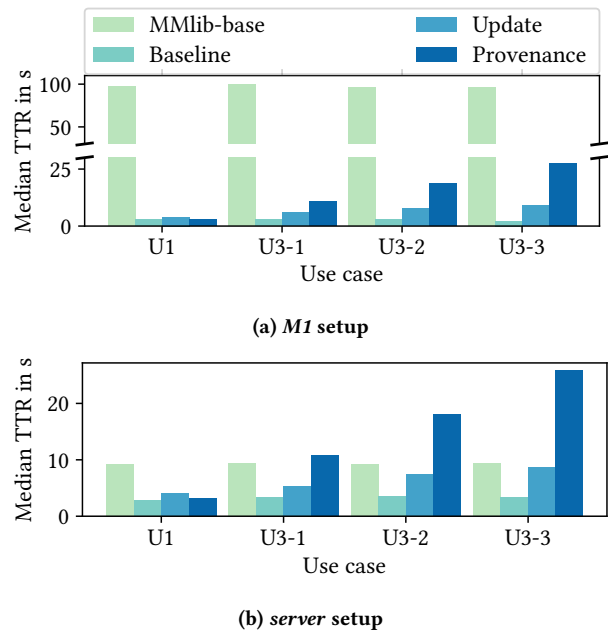 MMlib-base Update
Baseline Provenance
Median TTR in s
100
50
25
0
U1 U3-1 U3-2 U3-3
Use case
(a) M1 setup
Median TTR in s
20
10
0
U1 U3-1 U3-2 U3-3
Use case
(b) server setup